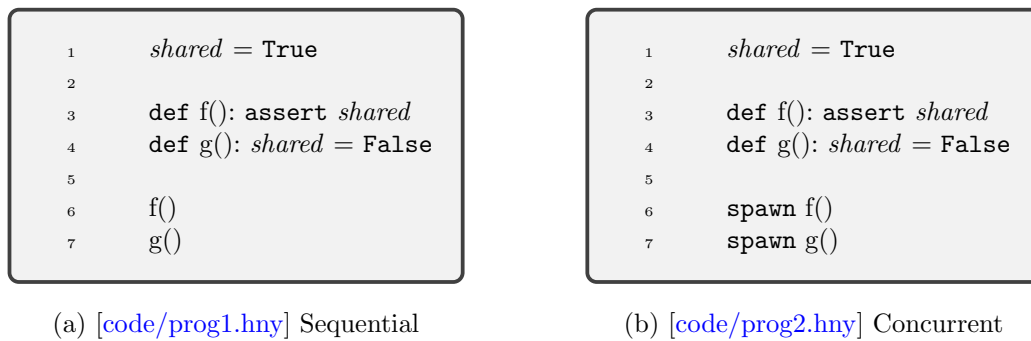 1 shared = True
2
3 def f(): assert shared
4 def g(): shared = False
5
6 f()
7 g()
(a) [code/prog1.hny] Sequential
1 shared = True
2
3 def f(): assert shared
4 def g(): shared = False
5
6 spawn f()
7 spawn g()
(b) [code/prog2.hny] Concurrent